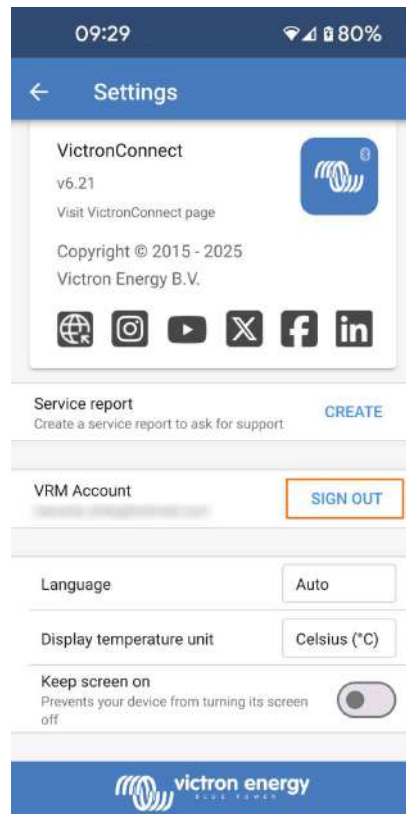 09:29
80%
Settings
VictronConnect
v6.21
Visit VictronConnect page
Copyright © 2015 - 2025
Victron Energy B.V.
Service report
CREATE
Create a service report to ask for support
VRM Account
SIGN OUT
Language
Auto
Display temperature unit
Celsius (°C)
Keep screen on
Prevents your device from turning its screen
off
victron energy
BLUE POWER